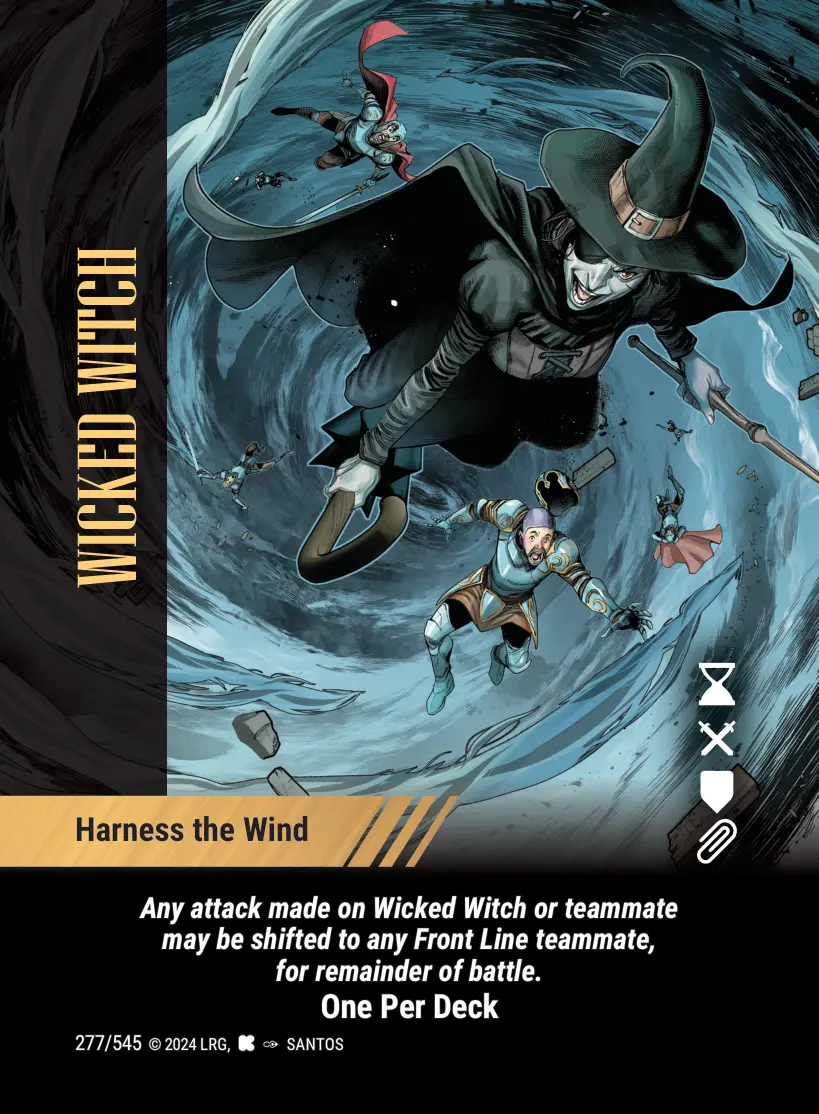 WICKED WITCH
Harness the Wind
Any attack made on Wicked Witch or teammate
may be shifted to any Front Line teammate,
for remainder of battle.
One Per Deck
277/545 © 2024 LRG, SANTOS